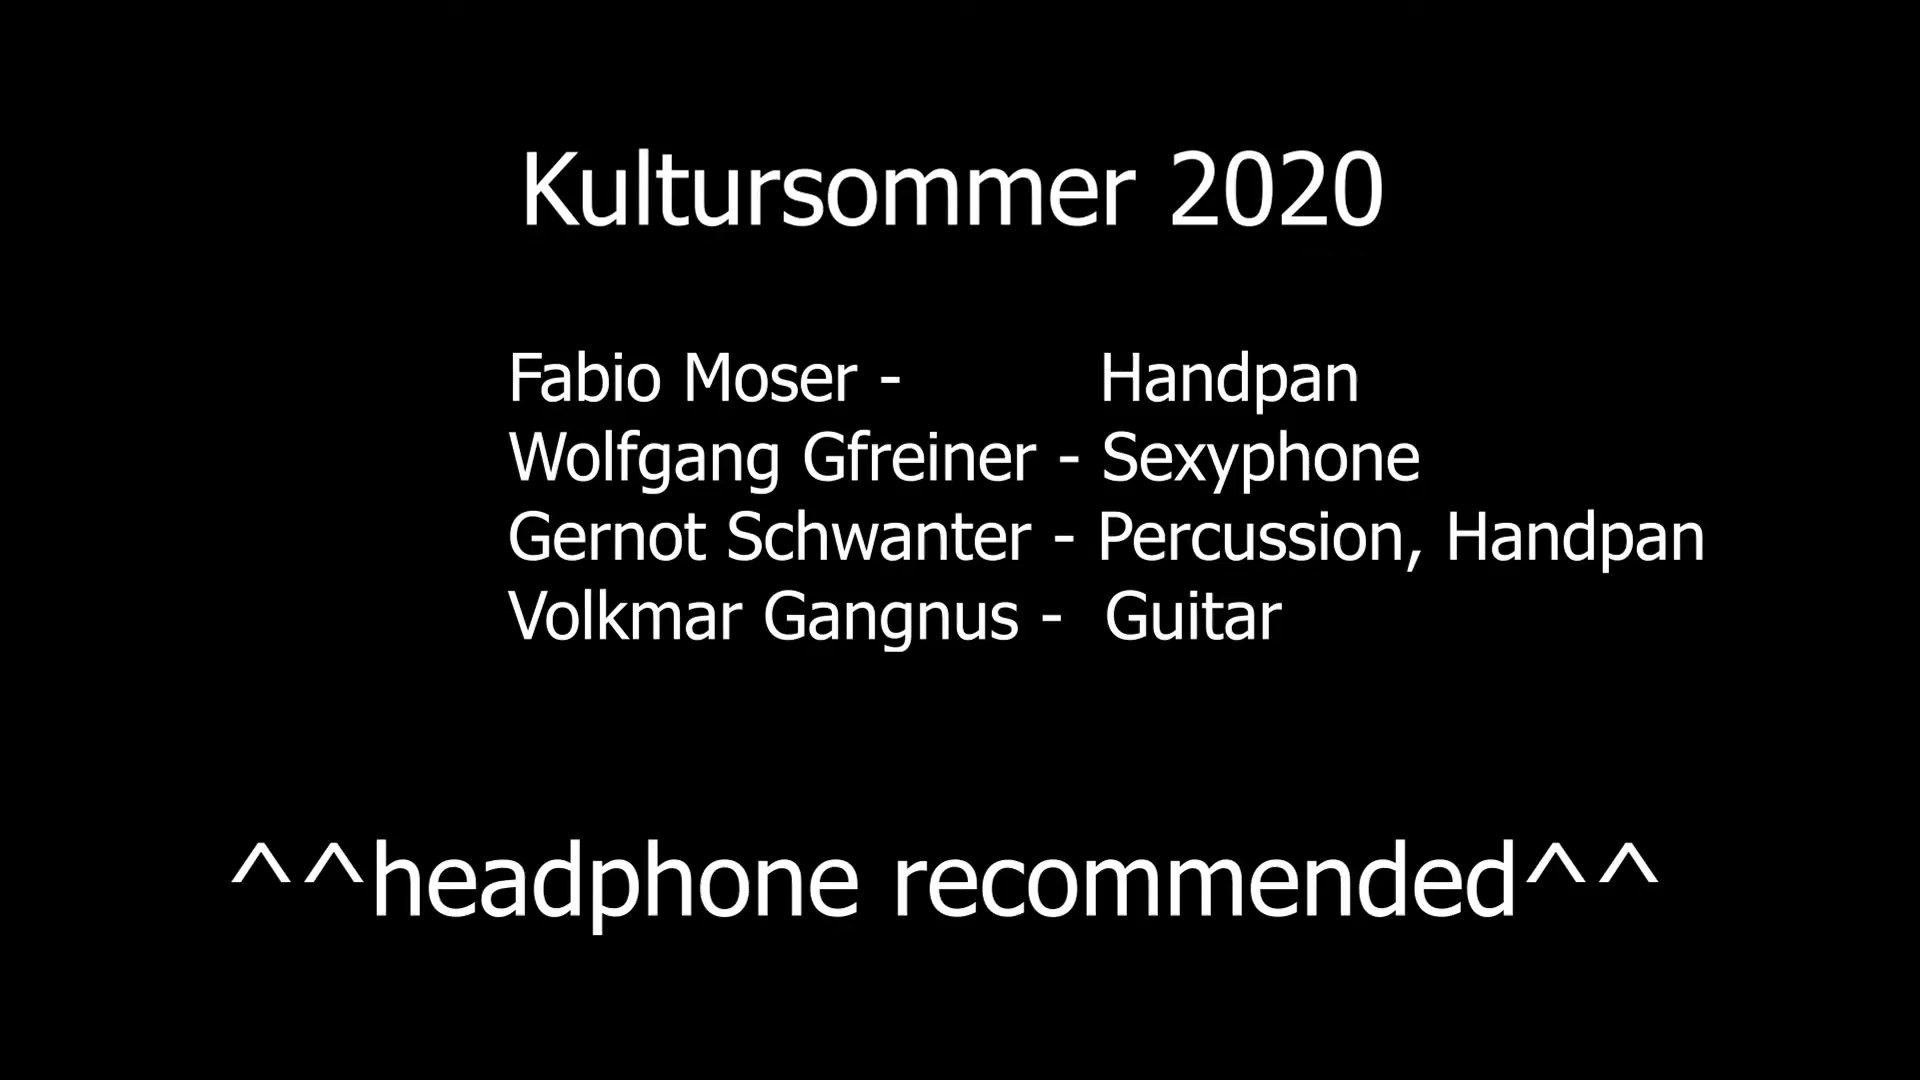 Kultursommer 2020
Fabio Moser - Handpan
Wolfgang Gfreiner - Sexyphone
Gernot Schwanter - Percussion, Handpan
Volkmar Gangnus - Guitar
^^headphone recommended^^